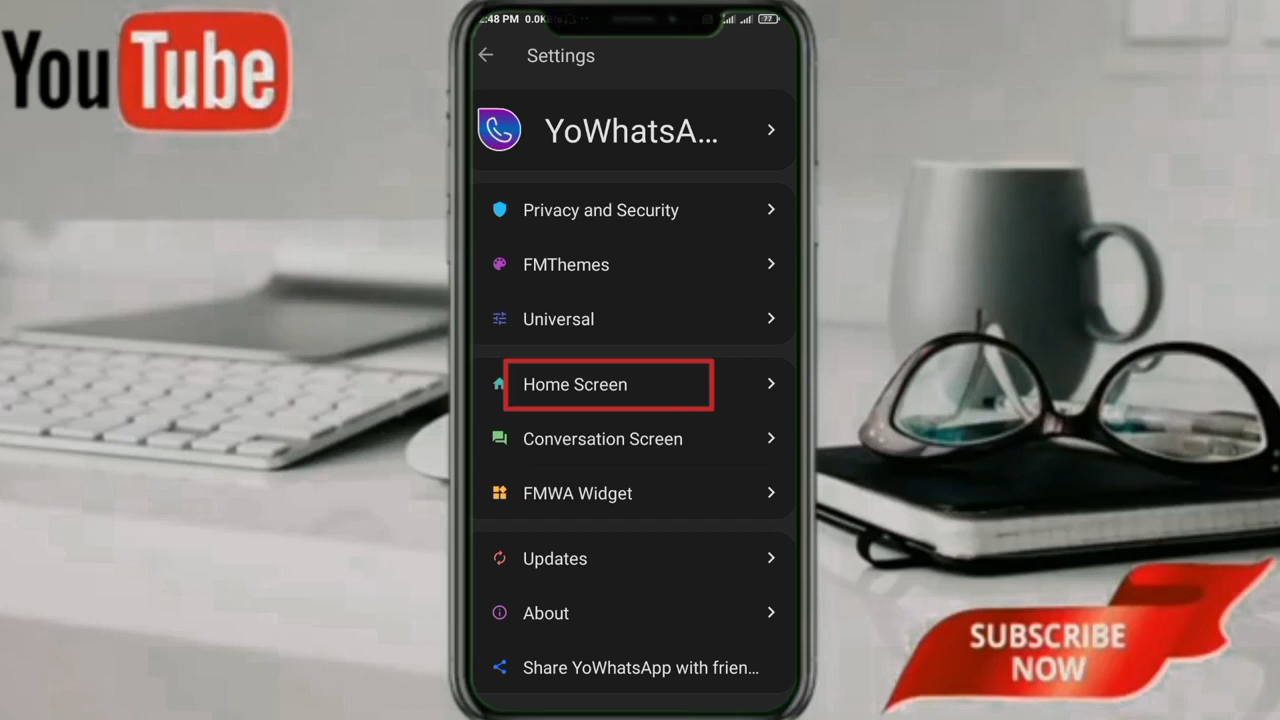 YouTube
:48 PM 0.0K
77
Settings
YoWhatsA...
Privacy and Security
FMThemes
Universal
Home Screen
Conversation Screen
FMWA Widget
Updates
About
Share YoWhatsApp with frien...
SUBSCRIBE
NOW